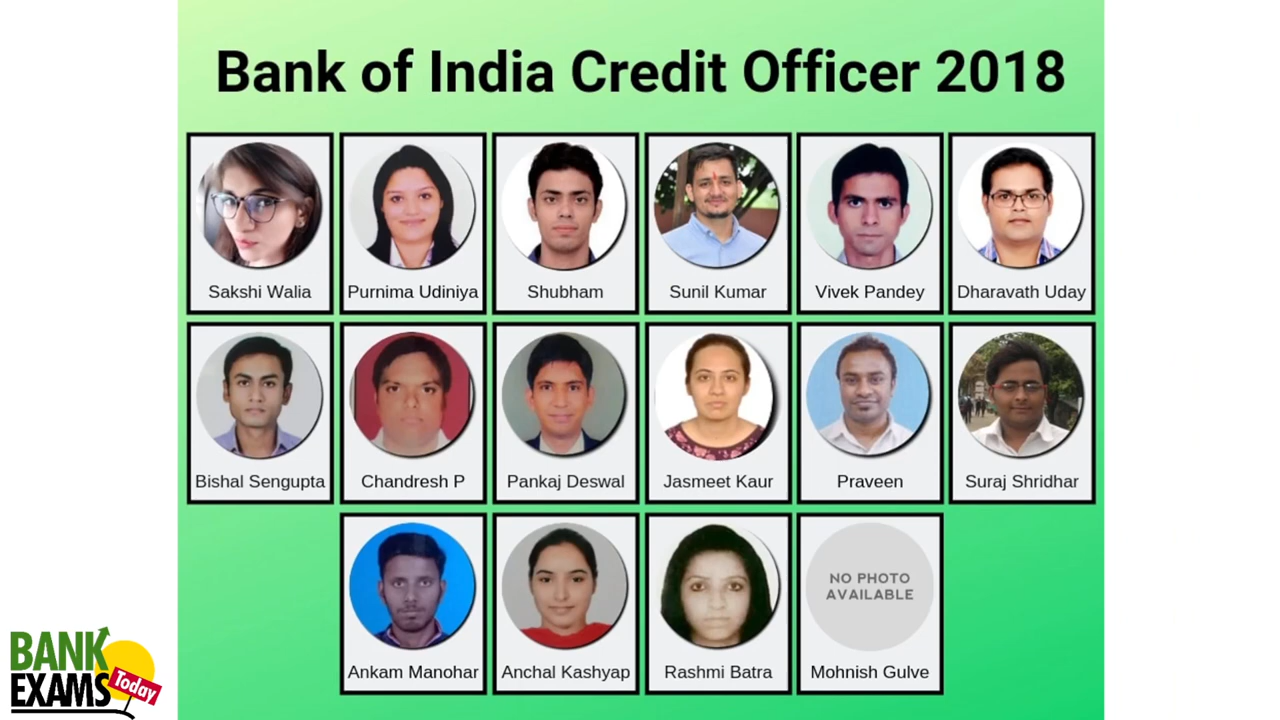 Bank of India Credit Officer 2018
Sakshi Walia
Purnima Udiniya
Shubham
Sunil Kumar
Vivek Pandey
Dharavath Uday
Bishal Sengupta
Chandresh P
Pankaj Deswal
Jasmeet Kaur
Praveen
Suraj Shridhar
NO PHOTO
AVAILABLE
Ankam Manohar
Anchal Kashyap
Rashmi Batra
Mohnish Gulve
BANK
EXAMS
Today